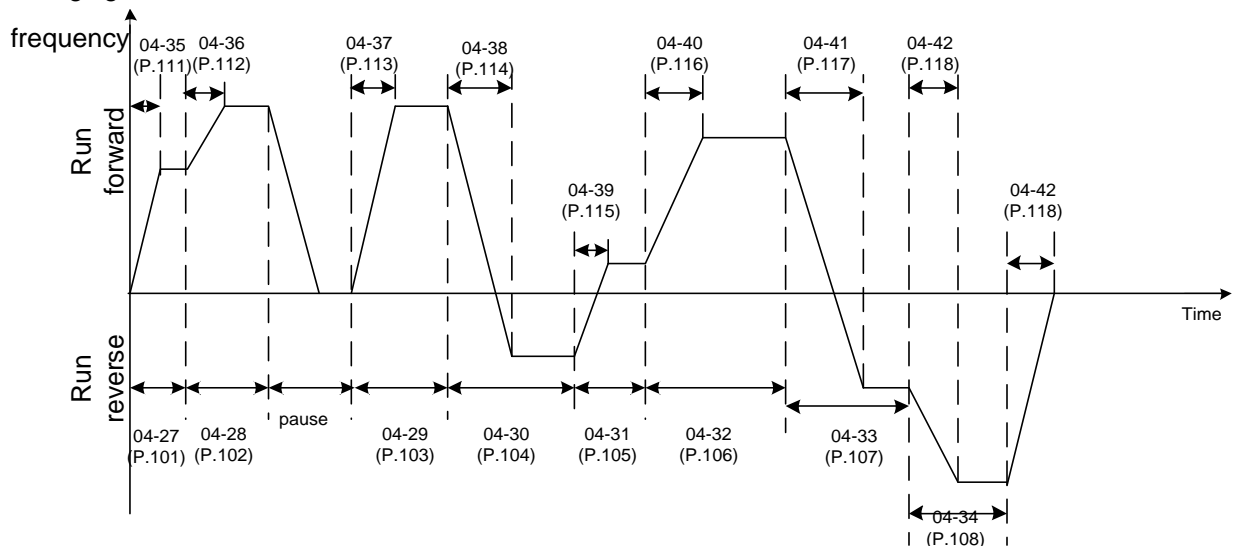 frequency
04-35
(P.111)
04-36
(P.112)
04-37
(P.113)
04-38
(P.114)
04-40
(P.116)
04-41
(P.117)
04-42
(P.118)
Run
forward
04-39
(P.115)
04-42
(P.118)
Time
Run
reverse
pause
04-27
(P.101)
04-28
(P.102)
04-29
(P.103)
04-30
(P.104)
04-31
(P.105)
04-32
(P.106)
04-33
(P.107)
04-34
(P.108)